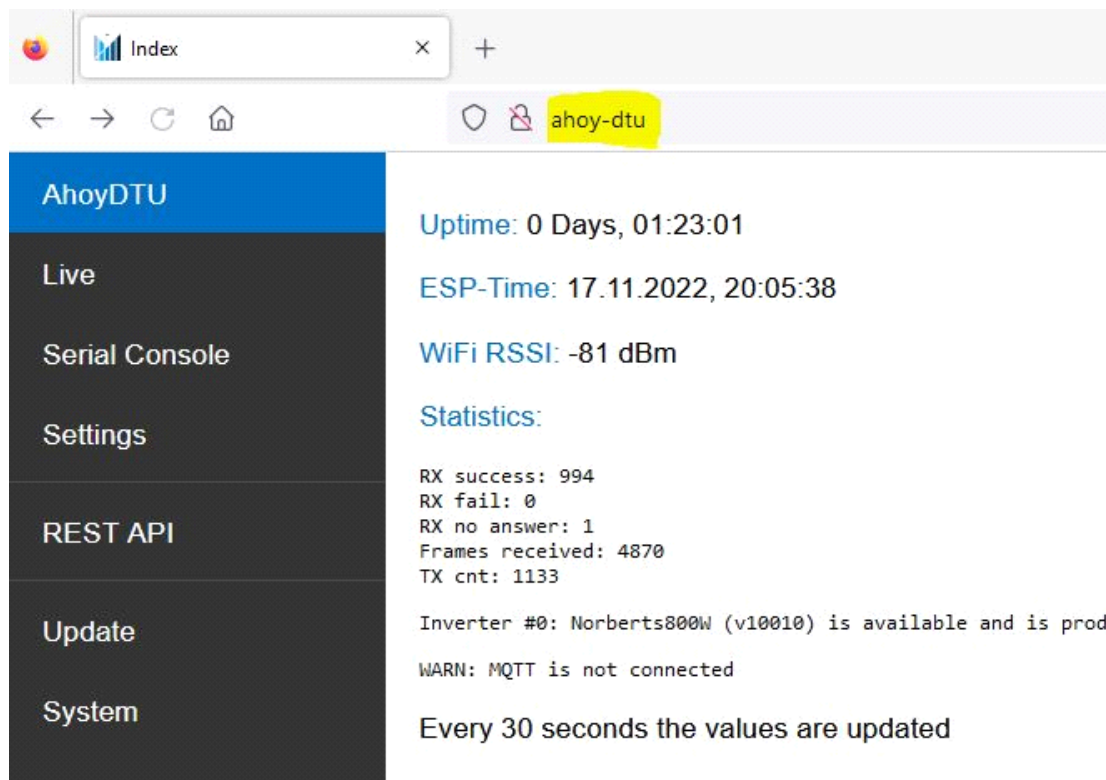 Index
ahoy-dtu
AhoyDTU
Live
Serial Console
Settings
REST API
Update
System
Uptime: 0 Days, 01:23:01
ESP-Time: 17.11.2022, 20:05:38
WiFi RSSI: -81 dBm
Statistics:
RX success: 994
RX fail: 0
RX no answer: 1
Frames received: 4870
TX cnt: 1133
Inverter #0: Norberts800W (v10010) is available and is prod
WARN: MQTT is not connected
Every 30 seconds the values are updated